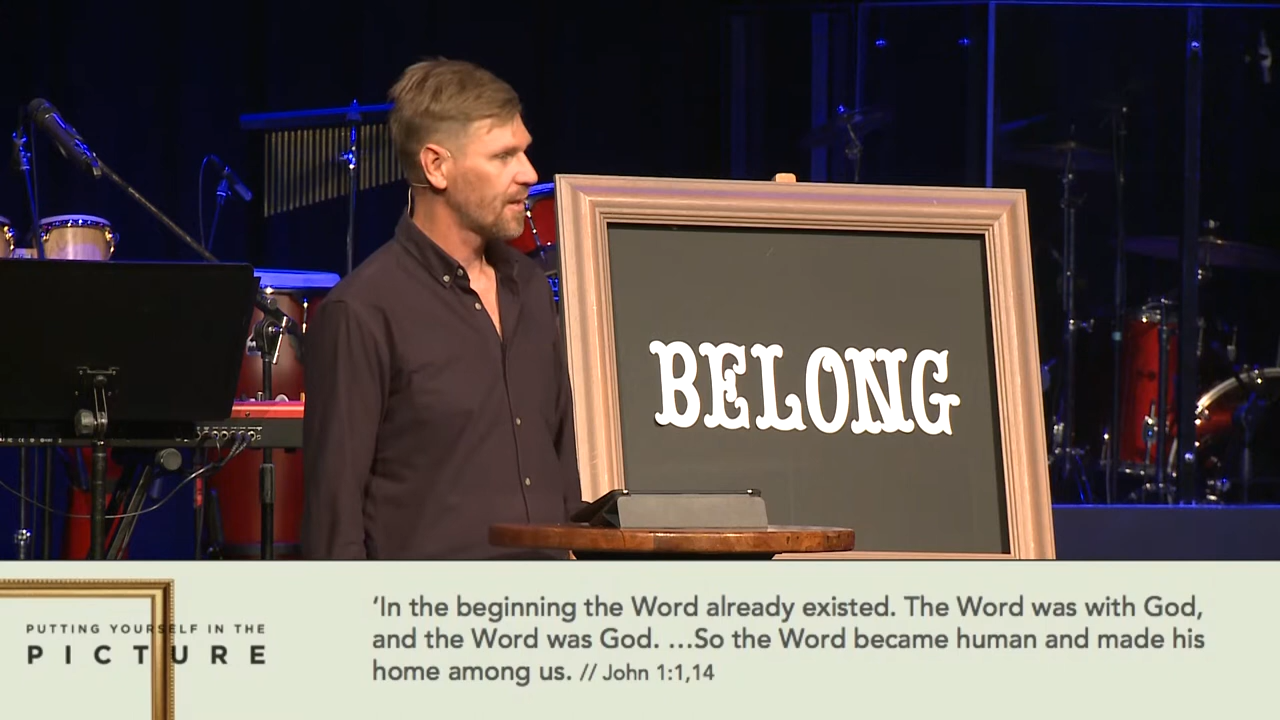 BELONG
PUTTING YOURSELF IN THE
PICTURE
‘In the beginning the Word already existed. The Word was with God,
and the Word was God. ...So the Word became human and made his
home among us. // John 1:1,14